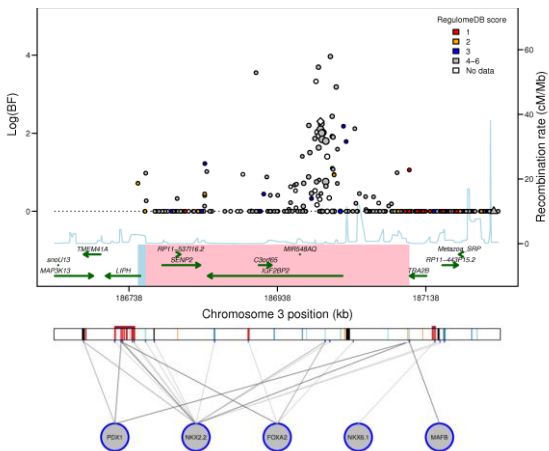 RegulomeDB score
1
2
3
4–6
No data
Log(BF)
4
2
0
Recombination rate (cM/Mb)
60
40
20
10
0
TMEM41A
RP11–537I16.2
MIR548AQ
Metazoa_SRP
snoU13
SENP2
C3orf65
RP11–443P15.2
MAP3K13
LIPH
IGF2BP2
TRA2B
186738
186938
187138
Chromosome 3 position (kb)
PDX1
NKX2.2
FOXA2
NKX6.1
MAFB